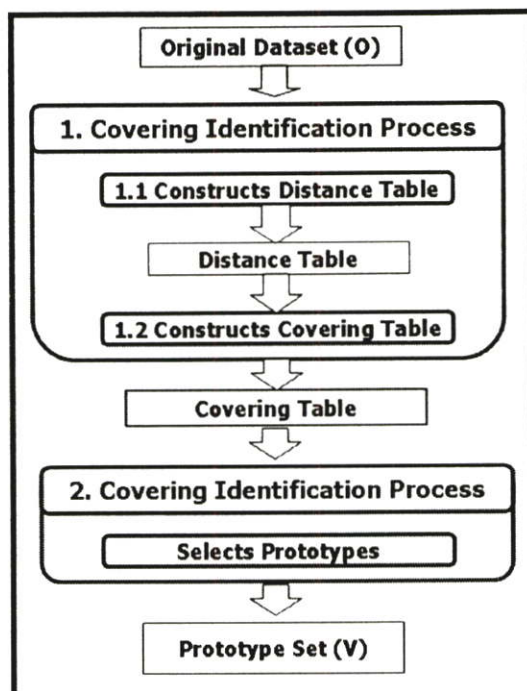 Original Dataset (O)
1. Covering Identification Process
1.1 Constructs Distance Table
Distance Table
1.2 Constructs Covering Table
Covering Table
2. Covering Identification Process
Selects Prototypes
Prototype Set (V)